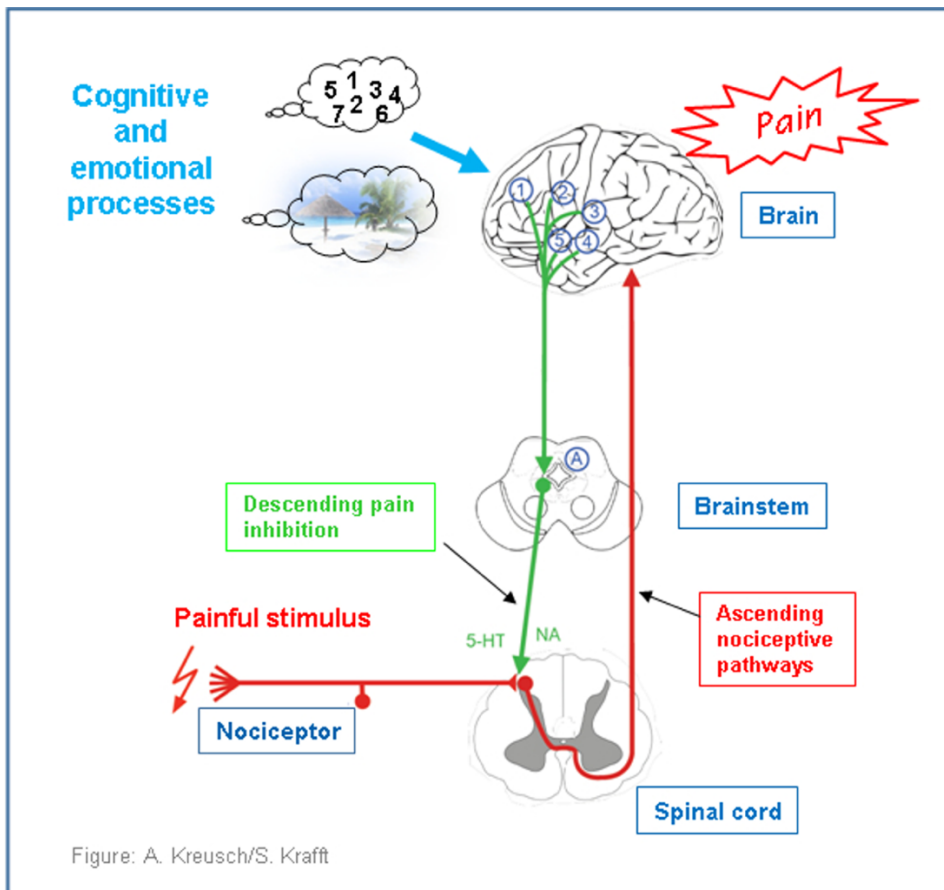 Cognitive
and
emotional
processes
5 1 3 4
7 2 6
Pain
1 2 3
5 4
Brain
A
Descending pain
inhibition
Brainstem
Painful stimulus
5-HT NA
Ascending
nociceptive
pathways
Nociceptor
Spinal cord
Figure: A. Kreusch/S. Krafft